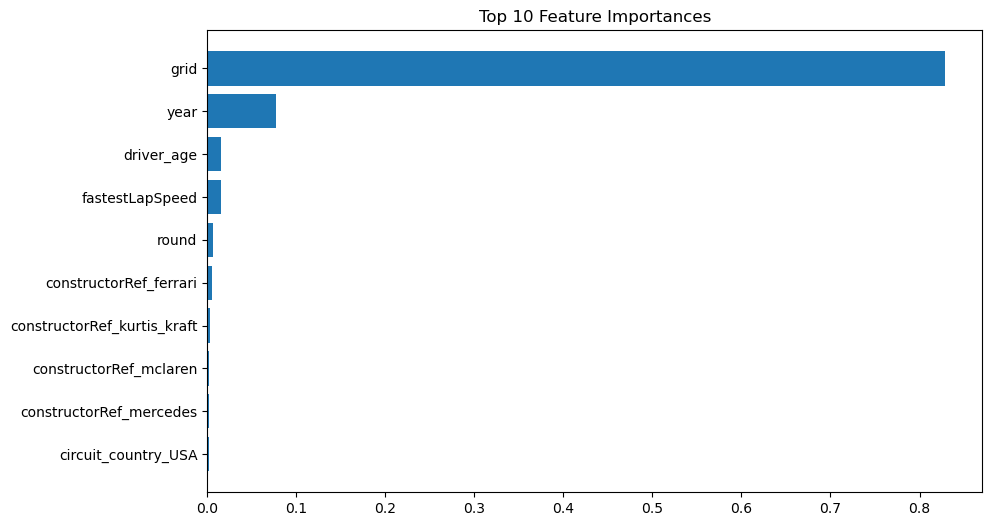 Top 10 Feature Importances
grid
year
driver_age
fastestLapSpeed
round
constructorRef_ferrari
constructorRef_kurtis_kraft
constructorRef_mclaren
constructorRef_mercedes
circuit_country_USA
0.0 0.1 0.2 0.3 0.4 0.5 0.6 0.7 0.8